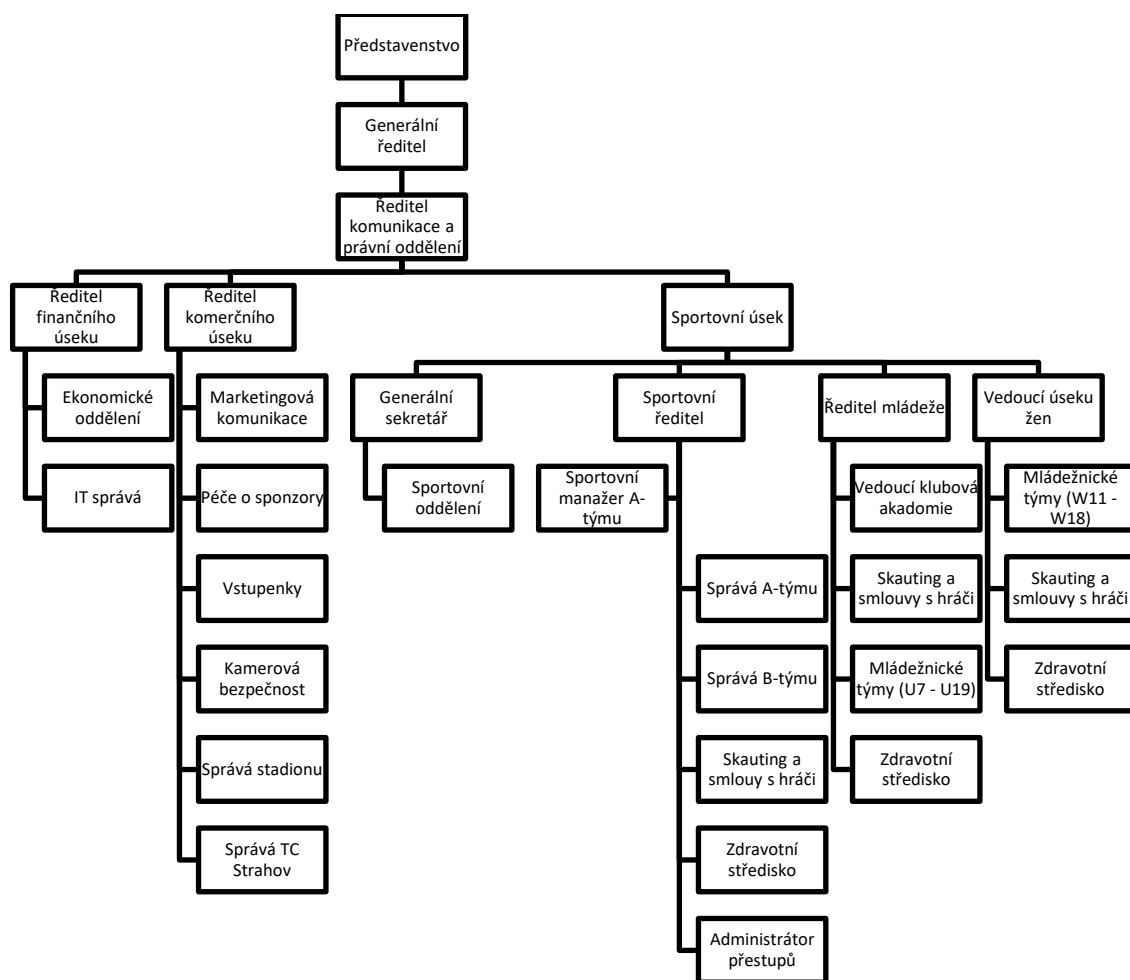 Představenstvo
Generální
ředitel
Ředitel
komunikace a
právní oddělení
Ředitel
finančního
úseku
Ředitel
komerčního
úseku
Sportovní úsek
Ekonomické
oddělení
Marketingová
komunikace
Generální
sekretář
Sportovní
ředitel
Ředitel mládeže
Vedoucí úseku
žen
IT správá
Péče o sponzory
Sportovní
oddělení
Sportovní
manažer A-
týmu
Vedoucí klubová
akadomie
Mládežnické
týmy (W11 -
W18)
Vstupenky
Správá A-týmu
Skauting a
smlouvy s hráči
Skauting a
smlouvy s hráči
Kamerová
bezpečnost
Správá B-týmu
Mládežnické
týmy (U7 - U19)
Zdravotní
středisko
Správá stadionu
Skauting a
smlouy s hráči
Zdravotní
středisko
Správá TC
Strahov
Zdravotní
středisko
Administrátor
přestupů